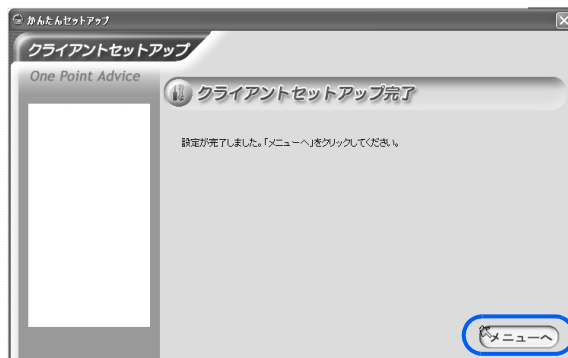 かんたんセットアップ
クライアントセットアップ
One Point Advice
クライアントセットアップ完了
設定が完了しました。「メニューへ」をクリックしてください。
メニューへ